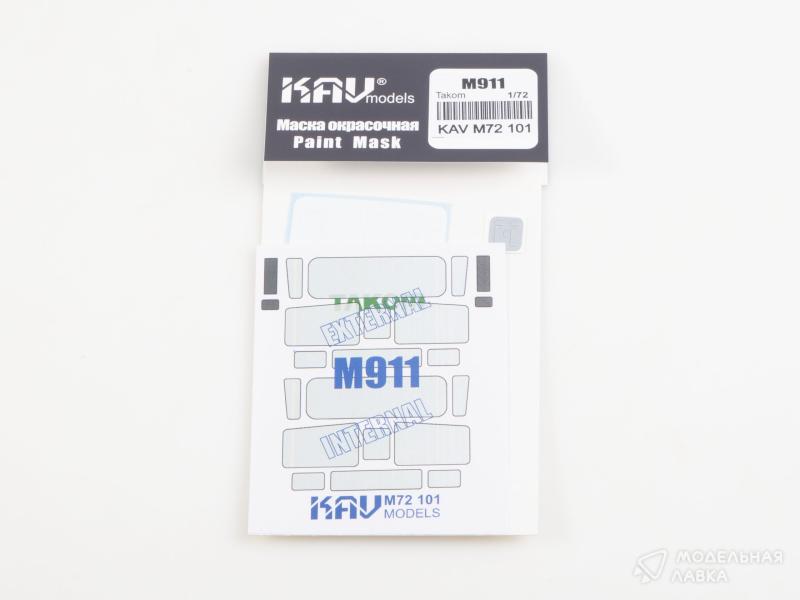 KAV® models
Маска окрасочная
Paint Mask
M911
Takom 1/72
KAV M72 101
TAKOM
EXTERNAL
M911
INTERNAL
KAV M72 101
MODELS
МОДЕЛЬНАЯ
ЛАВКА